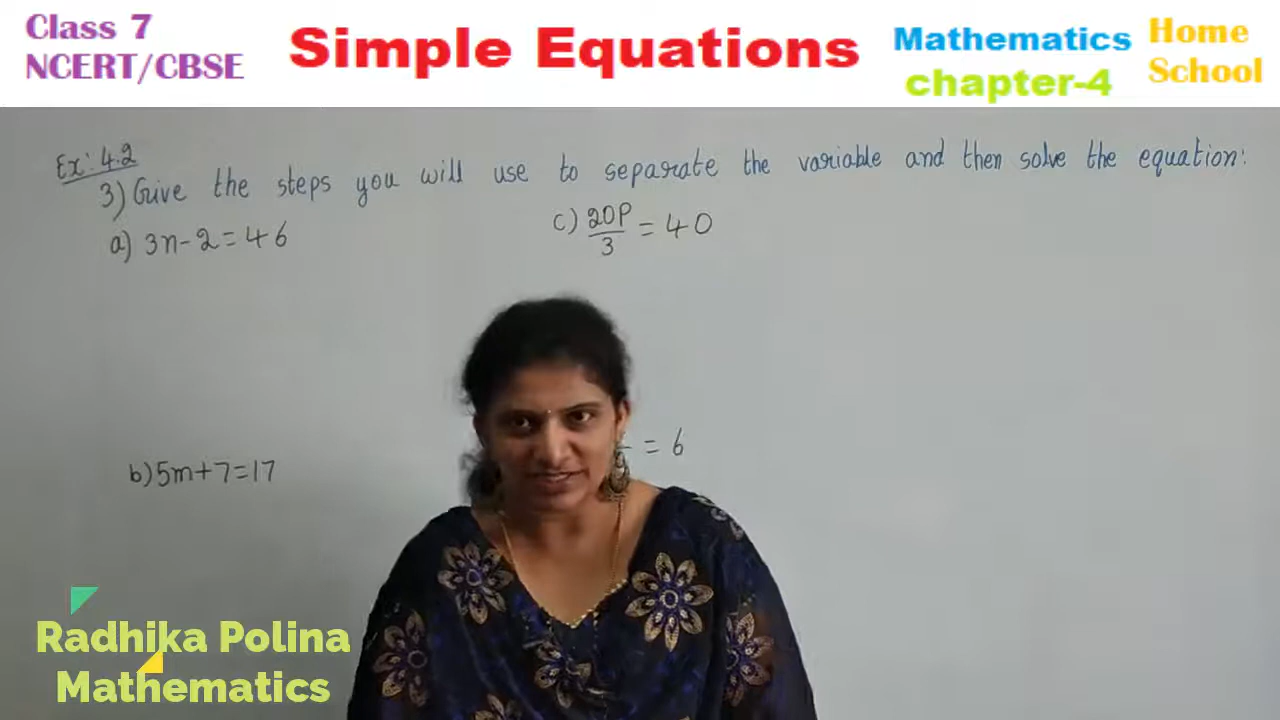 Class 7
NCERT/CBSE
Simple Equations
Mathematics
chapter-4
Home
School
Ex: 4.2
3) Give the steps you will use to separate the variable and then solve the equation:
a) 3n-2=46
c) 20P/3 = 40
b) 5m+7=17
= 6
Radhika Polina
Mathematics